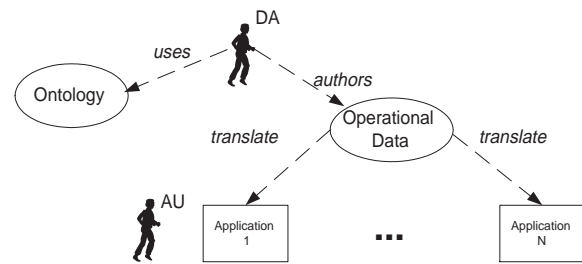 DA
uses
authors
Ontology
Operational
Data
translate
translate
AU
Application
1
...
Application
N